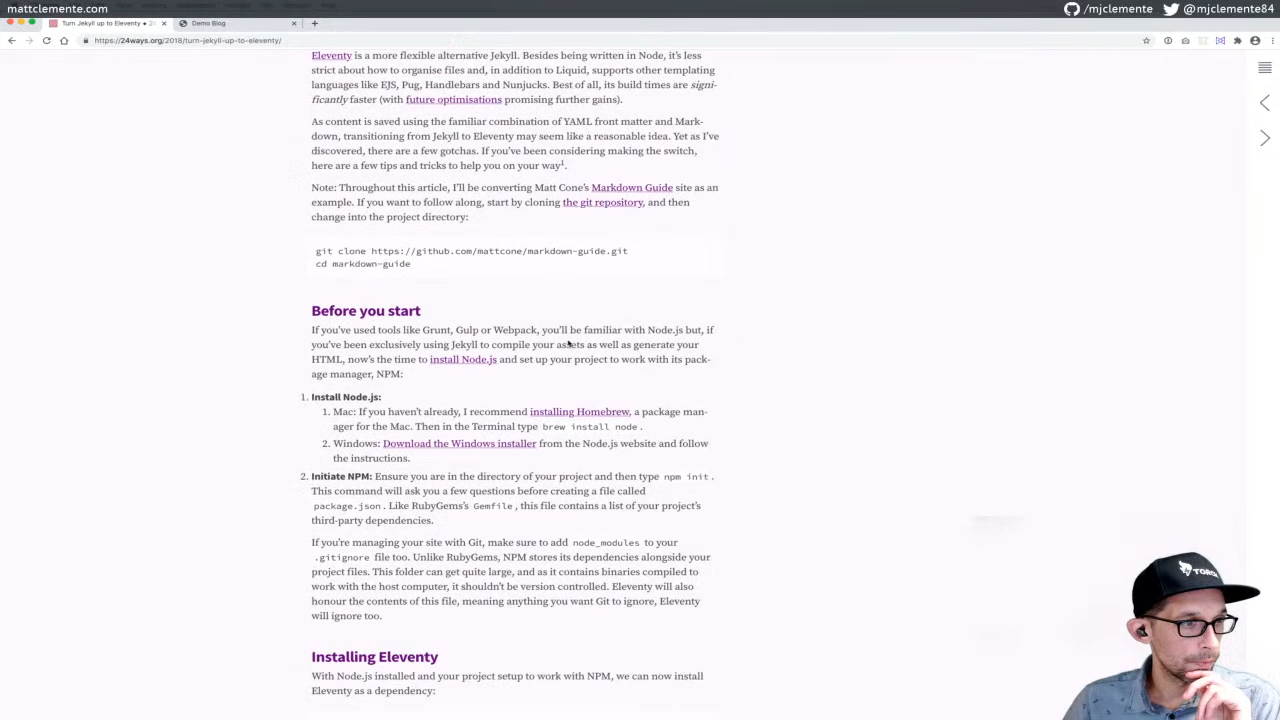 mattclemente.com
/mjclemente
@mjclemente84
Turn Jekyll up to Eleventy ◆ 24
Demo Blog
https://24ways.org/2018/turn-jekyll-up-to-eleventy/
Eleventy is a more flexible alternative Jekyll. Besides being written in Node, it's less
strict about how to organise files and, in addition to Liquid, supports other templating
languages like EJS, Pug, Handlebars and Nunjucks. Best of all, its build times are signi-
ficantly faster (with future optimisations promising further gains).
As content is saved using the familiar combination of YAML front matter and Mark-
down, transitioning from Jekyll to Eleventy may seem like a reasonable idea. Yet as I've
discovered, there are a few gotchas. If you've been considering making the switch,
here are a few tips and tricks to help you on your way1.
Note: Throughout this article, I'll be converting Matt Cone's Markdown Guide site as an
example. If you want to follow along, start by cloning the git repository, and then
change into the project directory:
git clone https://github.com/mattcone/markdown-guide.git
cd markdown-guide
Before you start
If you've used tools like Grunt, Gulp or Webpack, you'll be familiar with Node.js but, if
you've been exclusively using Jekyll to compile your assets as well as generate your
HTML, now's the time to install Node.js and set up your project to work with its pack-
age manager, NPM:
1. Install Node.js:
1. Mac: If you haven't already, I recommend installing Homebrew, a package man-
ager for the Mac. Then in the Terminal type brew install node.
2. Windows: Download the Windows installer from the Node.js website and follow
the instructions.
2. Initiate NPM: Ensure you are in the directory of your project and then type npm init.
This command will ask you a few questions before creating a file called
package.json. Like RubyGems's Gemfile, this file contains a list of your project's
third-party dependencies.
If you're managing your site with Git, make sure to add node_modules to your
.gitignore file too. Unlike RubyGems, NPM stores its dependencies alongside your
project files. This folder can get quite large, and as it contains binaries compiled to
work with the host computer, it shouldn't be version controlled. Eleventy will also
honour the contents of this file, meaning anything you want Git to ignore, Eleventy
will ignore too.
Installing Eleventy
With Node.js installed and your project setup to work with NPM, we can now install
Eleventy as a dependency: